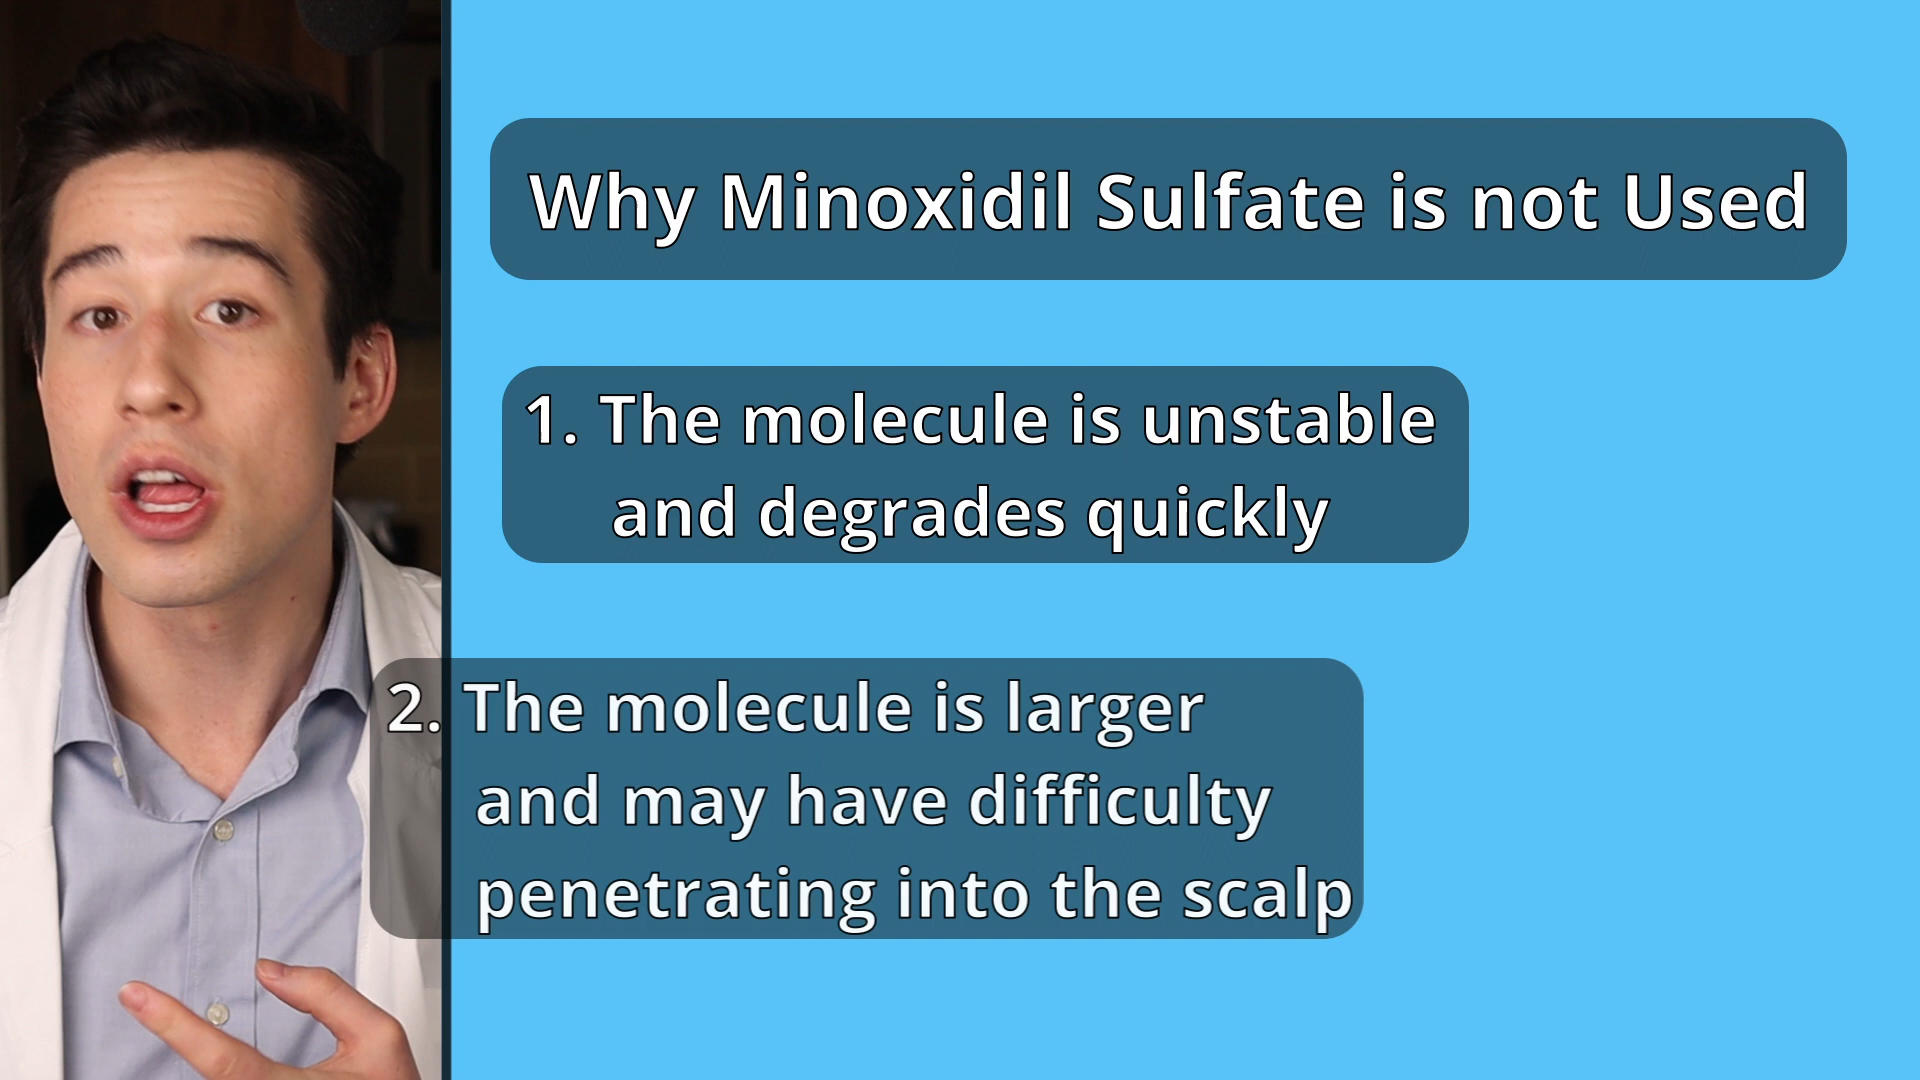 Why Minoxidil Sulfate is not Used
1. The molecule is unstable
and degrades quickly
2. The molecule is larger
and may have difficulty
penetrating into the scalp